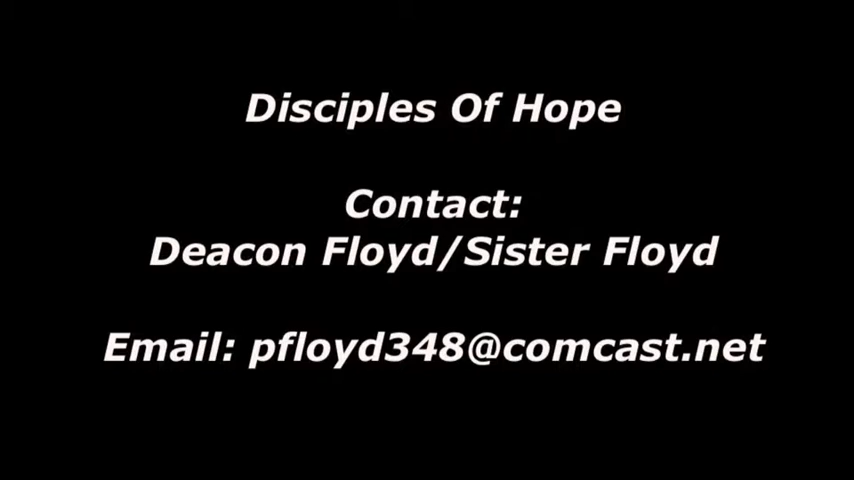 Disciples Of Hope
Contact:
Deacon Floyd/Sister Floyd
Email: pfloyd348@comcast.net